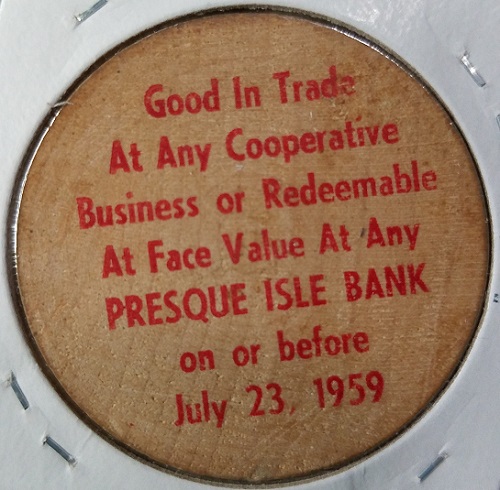 Good In Trade
At Any Cooperative
Business or Redeemable
At Face Value At Any
PRESQUE ISLE BANK
on or before
July 23, 1959